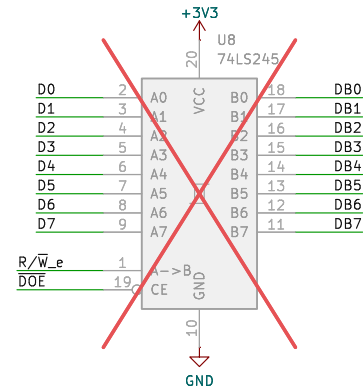 +3V3
U8
74LS245
20
VCC
D0 2 A0 B0 18 DB0
D1 3 A1 B1 17 DB1
D2 4 A2 B2 16 DB2
D3 5 A3 B3 15 DB3
D4 6 A4 B4 14 DB4
D5 7 A5 B5 13 DB5
D6 8 A6 B6 12 DB6
D7 9 A7 B7 11 DB7
R/W̅_e 1 A->B
D̅O̅E̅ 19 CE
GND
10
GND